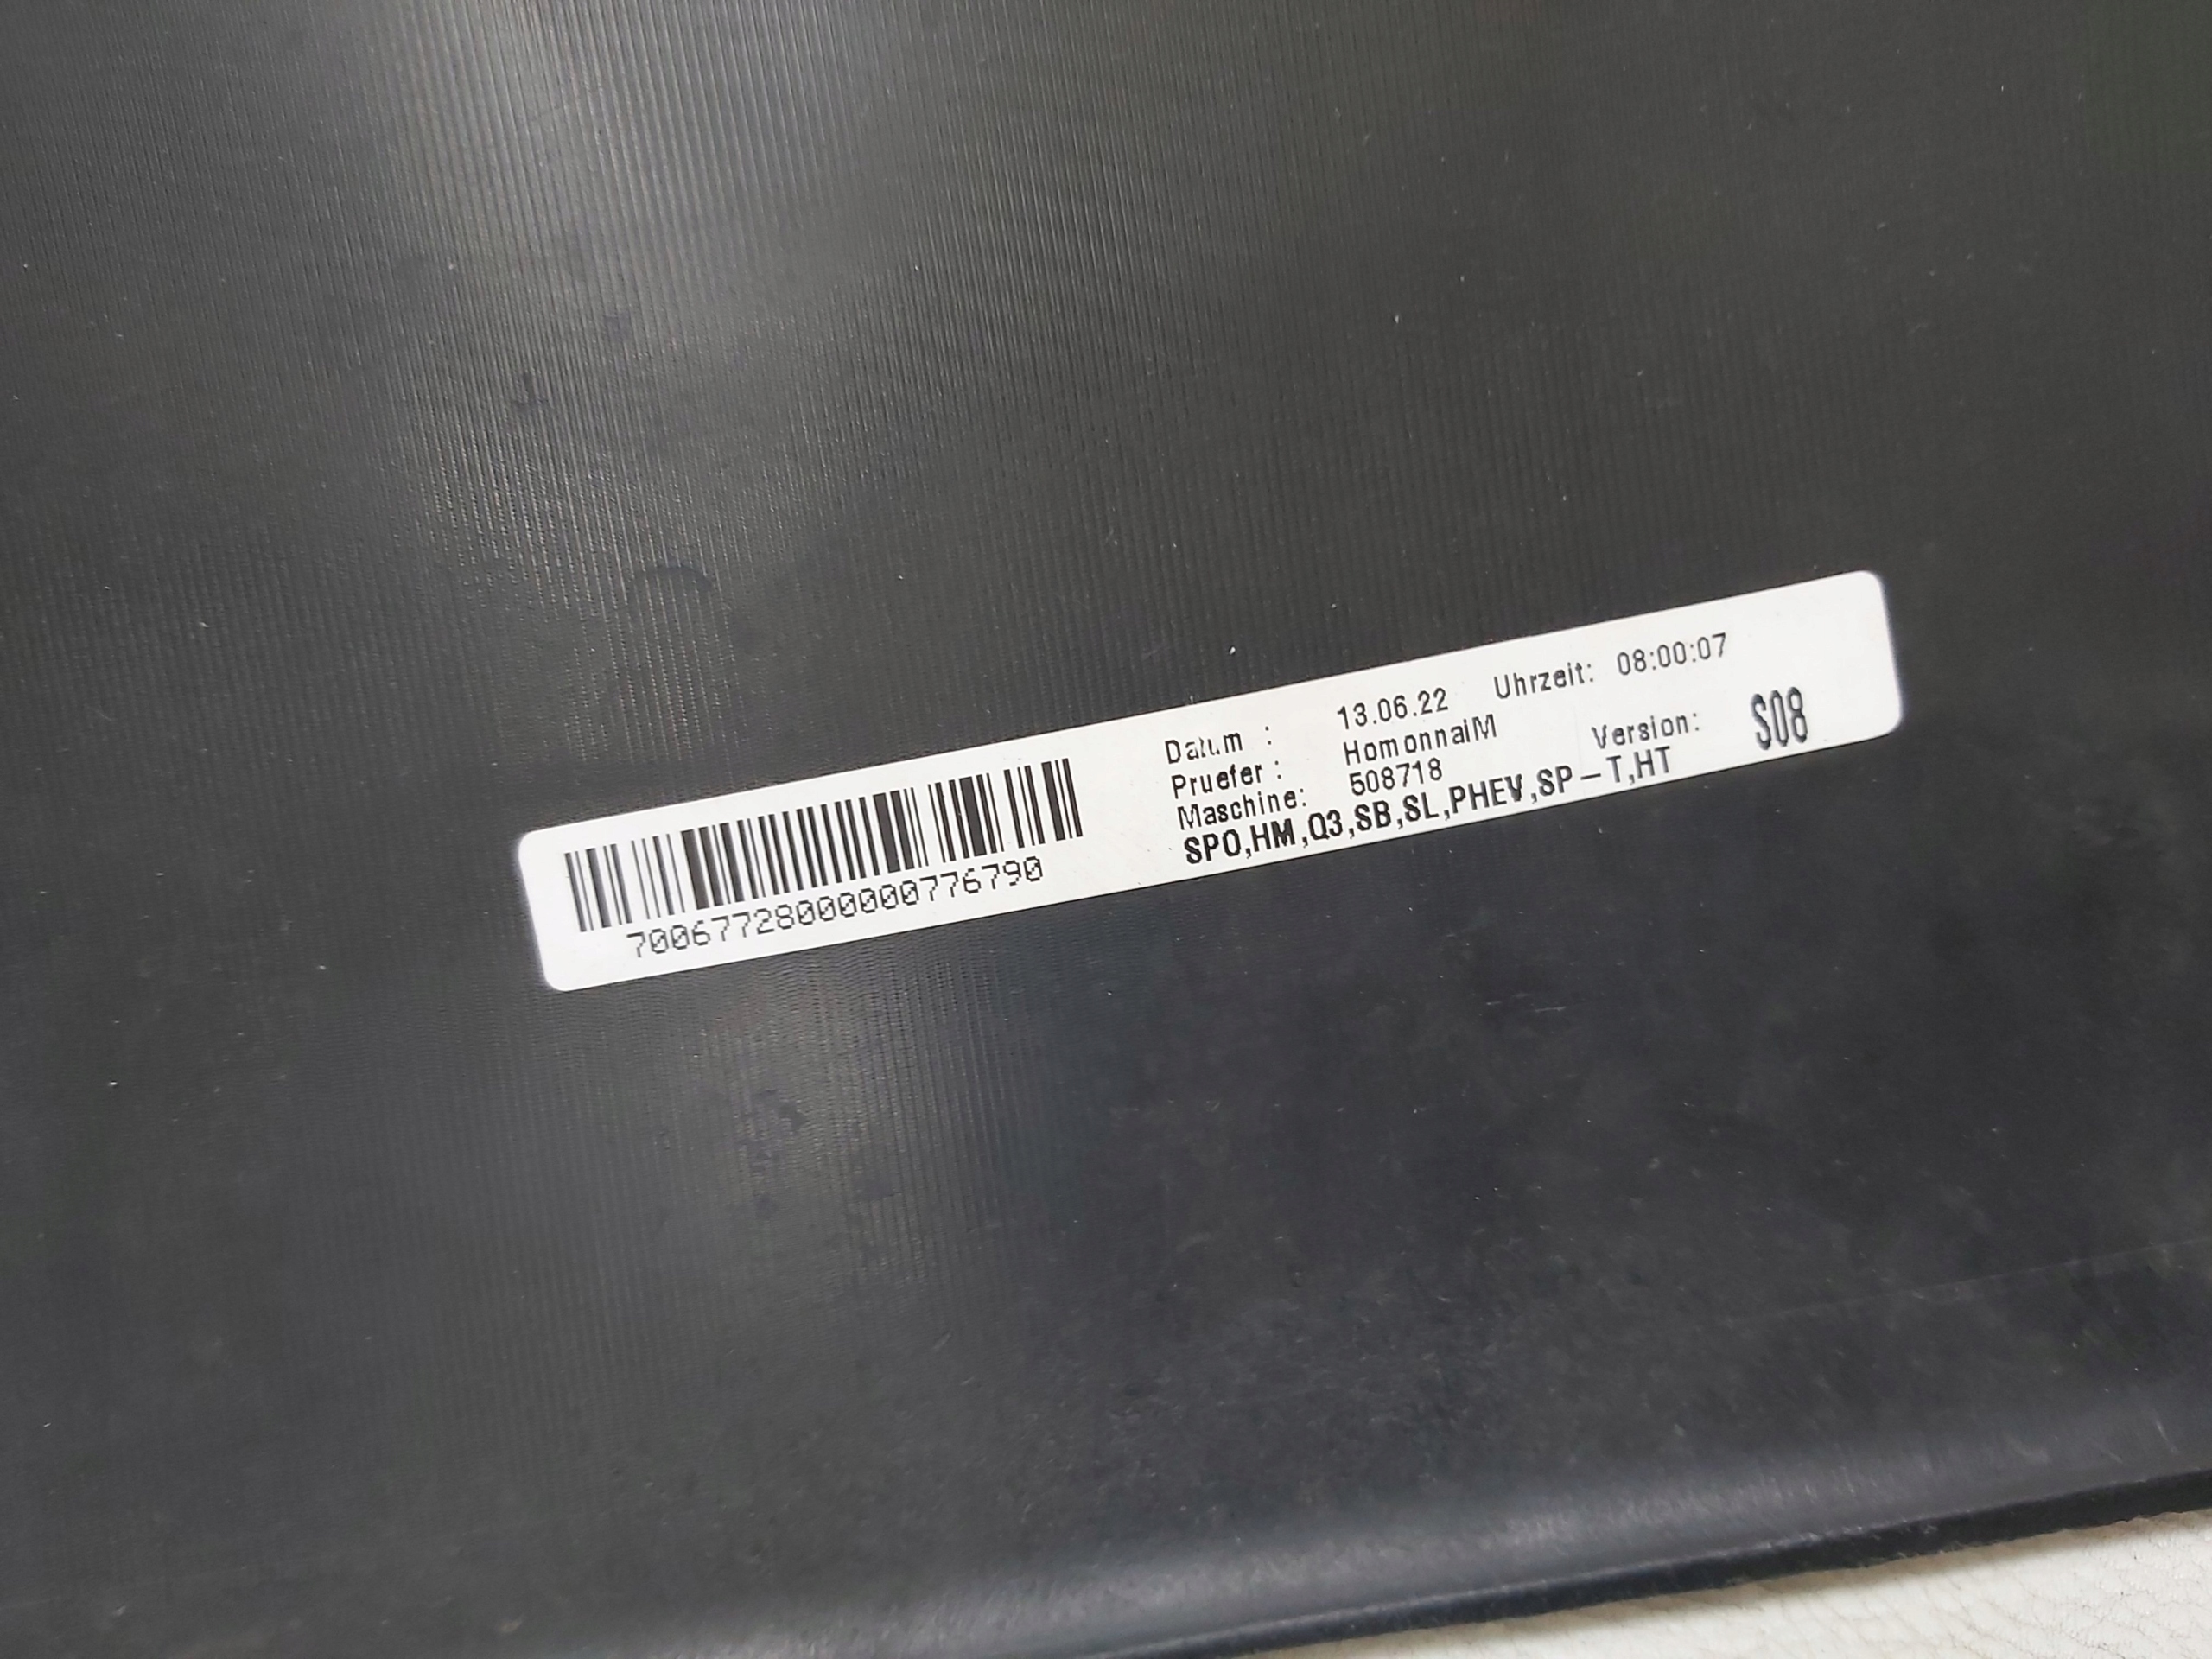 Datum : 13.06.22 Uhrzeit: 08:00:07
Pruefer : HomonnaiM Version: S08
Maschine: 508718
SPO,HM,Q3,SB,SL,PHEV,SP-T,HT
70067728000000776790